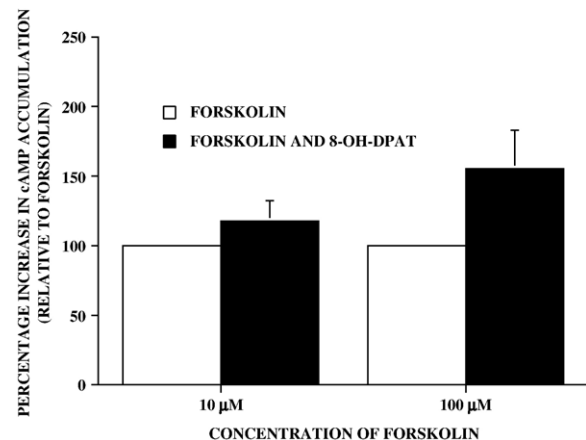 PERCENTAGE INCREASE IN cAMP ACCUMULATION
(RELATIVE TO FORSKOLIN)
250
200
150
100
50
0
FORSKOLIN
FORSKOLIN AND 8-OH-DPAT
10 μM
100 μM
CONCENTRATION OF FORSKOLIN